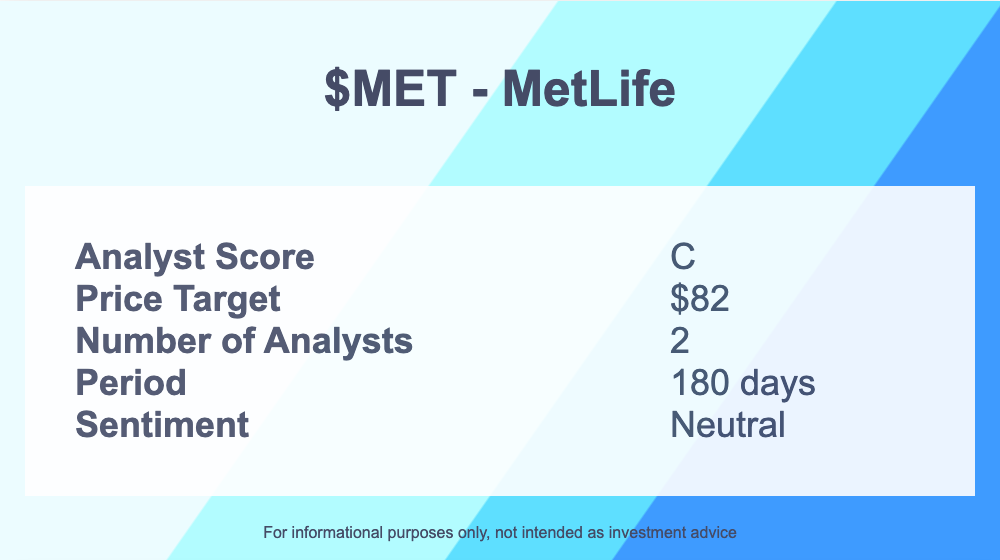 $MET - MetLife
Analyst Score C
Price Target $82
Number of Analysts 2
Period 180 days
Sentiment Neutral
For informational purposes only, not intended as investment advice